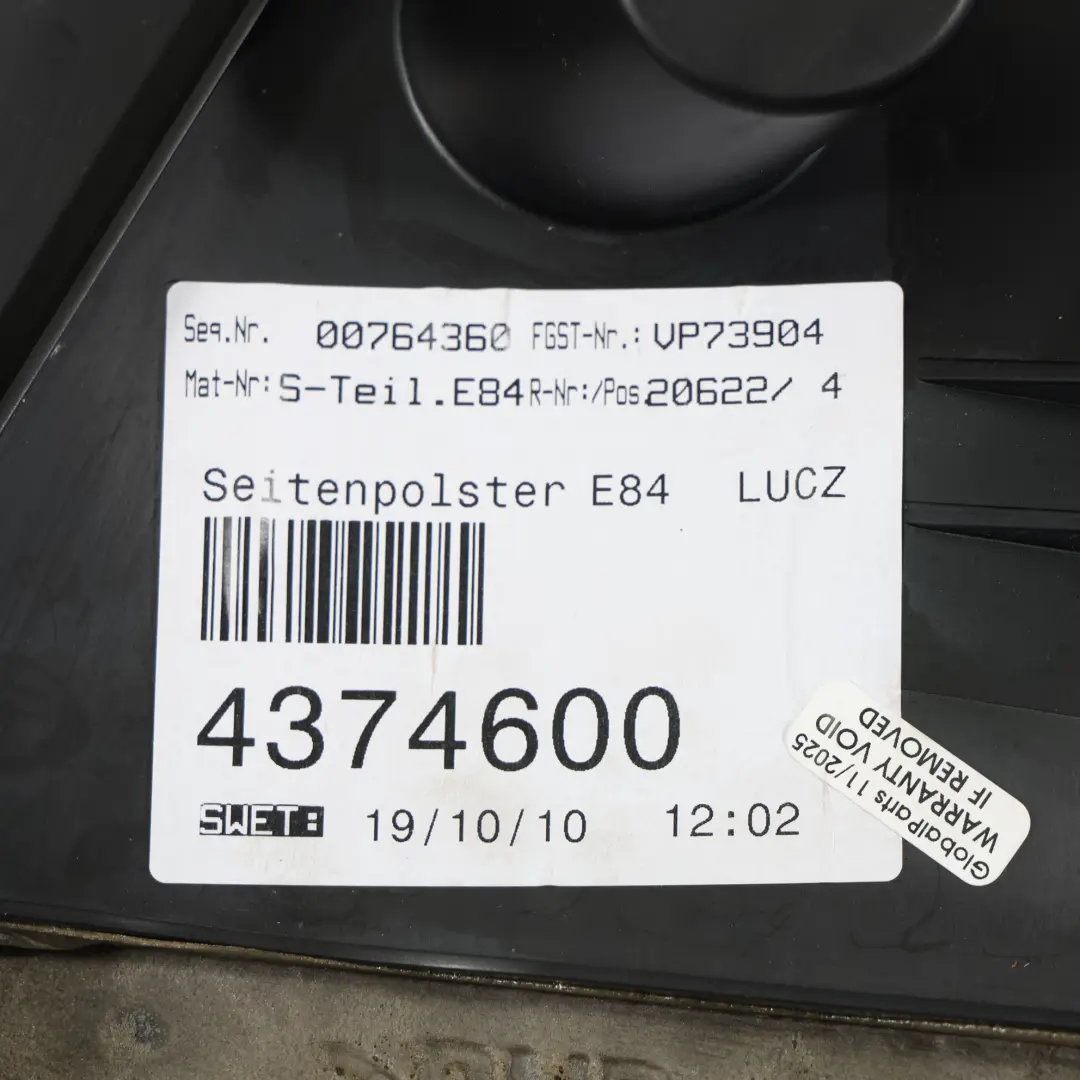 Seq.Nr. 00764360 FGST-Nr.: VP73904
Mat-Nr: S-Teil.E84 R-Nr:/Pos 20622/ 4
Seitenpolster E84 LUCZ
4374600
SWET: 19/10/10 12:02
GlobalParts 11/2025
WARRANTY VOID
IF REMOVED